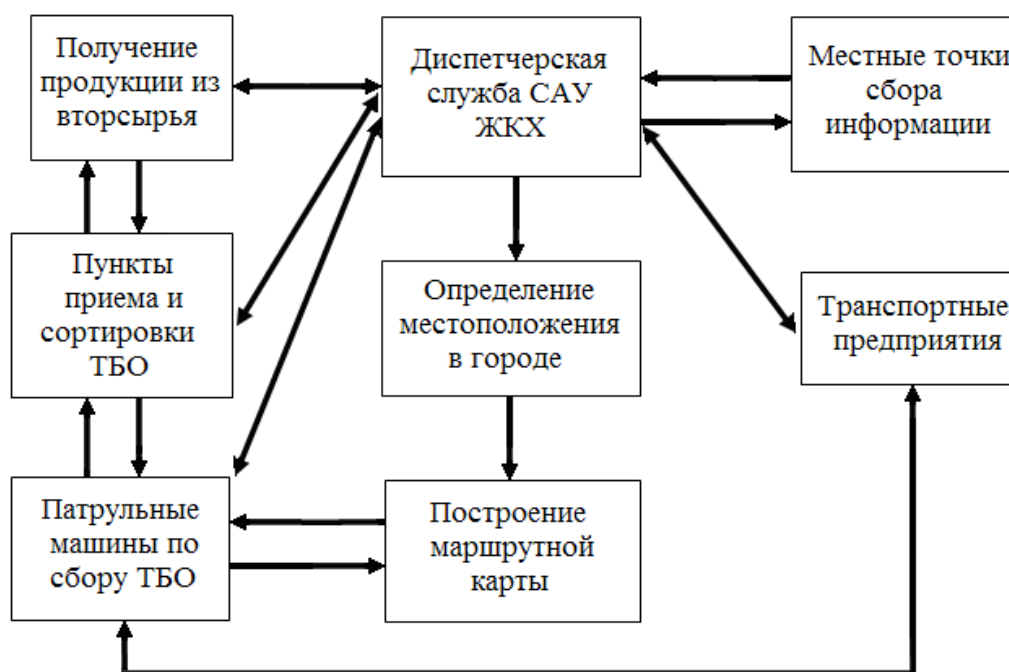 Получение
продукции из
вторсырья
Диспетчерская
служба САУ
ЖКХ
Местные точки
сбора
информации
Пункты
приема и
сортировки
ТБО
Определение
местоположения
в городе
Транспортные
предприятия
Патрульные
машины по
сбору ТБО
Построение
маршрутной
карты